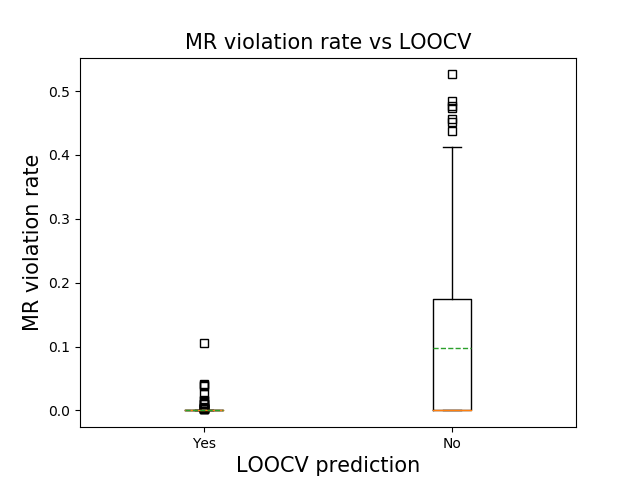 MR violation rate vs LOOCV
MR violation rate
0.5
0.4
0.3
0.2
0.1
0.0
Yes
No
LOOCV prediction